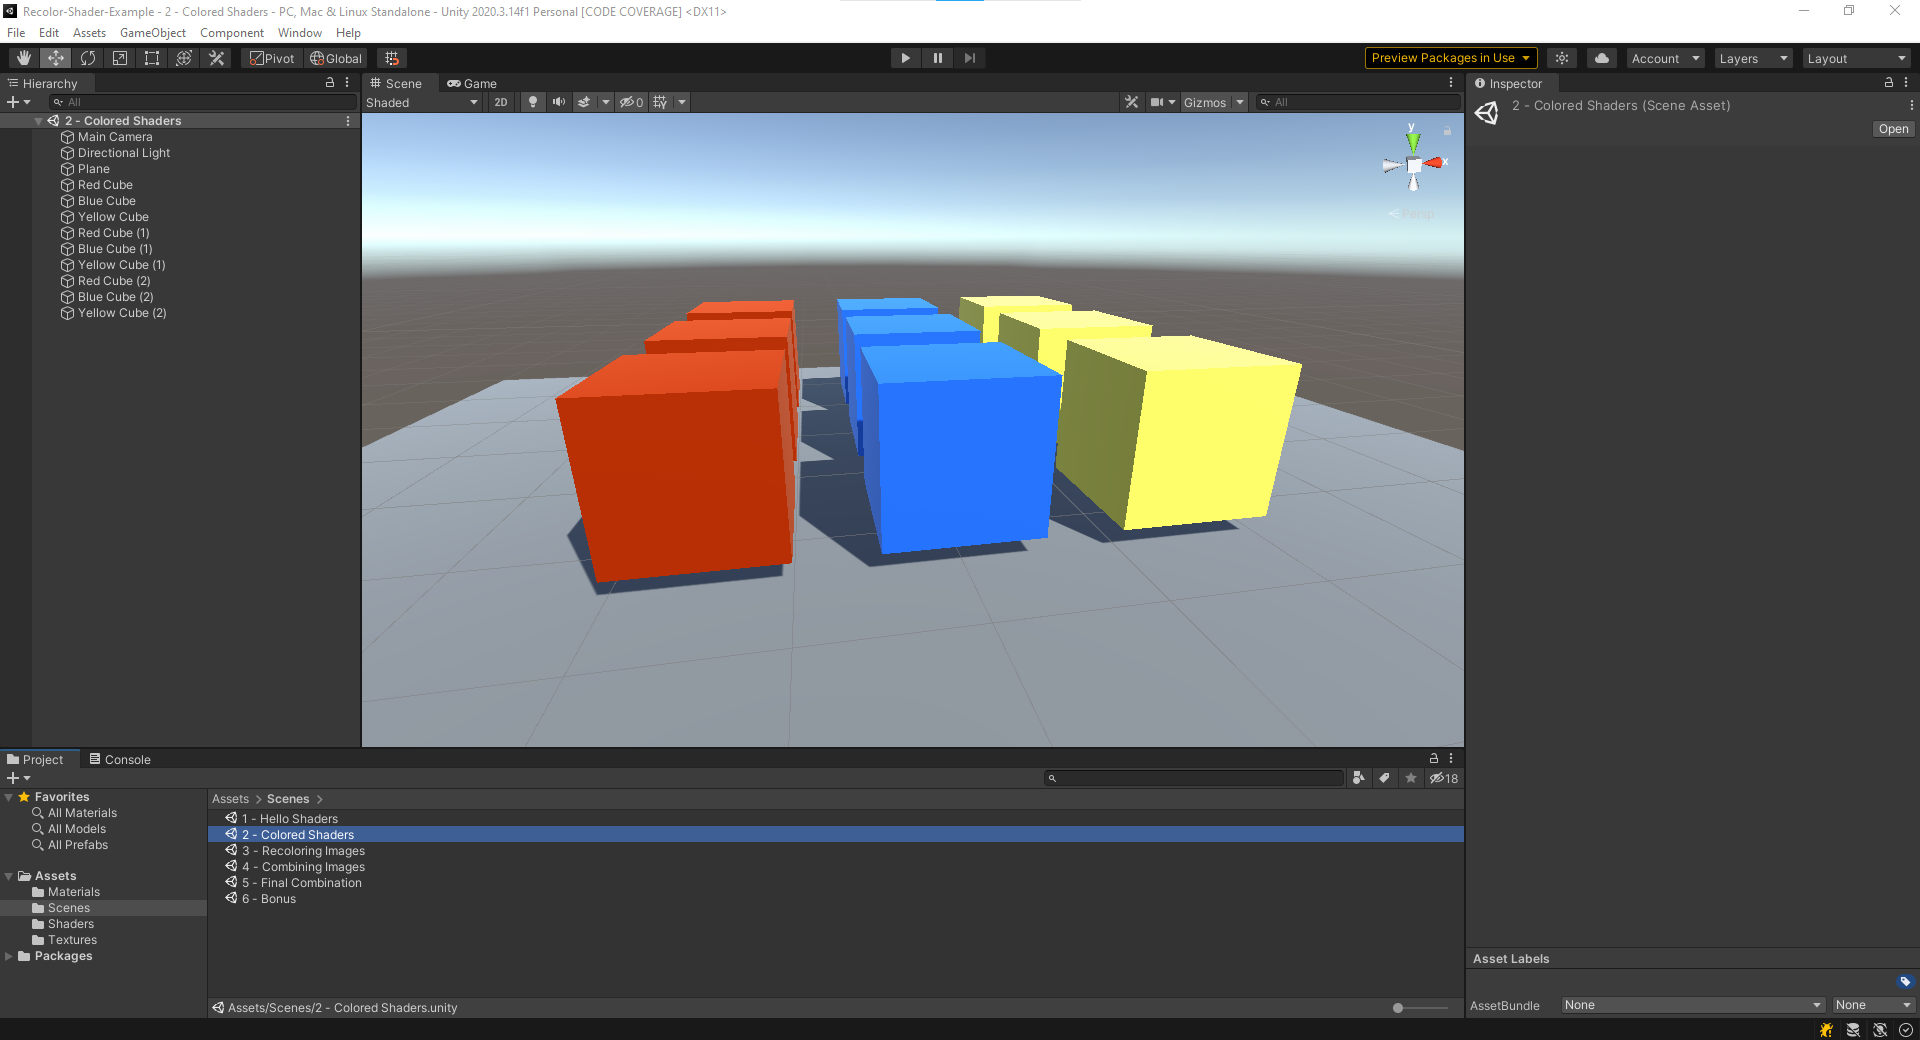 Recolor-Shader-Example - 2 - Colored Shaders - PC, Mac & Linux Standalone - Unity 2020.3.14f1 Personal [CODE COVERAGE] <DX11>
File Edit Assets GameObject Component Window Help
Pivot Global Preview Packages in Use Account Layers Layout
Hierarchy
All
2 - Colored Shaders
Main Camera
Directional Light
Plane
Red Cube
Blue Cube
Yellow Cube
Red Cube (1)
Blue Cube (1)
Yellow Cube (1)
Red Cube (2)
Blue Cube (2)
Yellow Cube (2)
Scene Game
Shaded 2D 0 Gizmos All
y
x
Persp
Inspector
2 - Colored Shaders (Scene Asset)
Open
Project Console
18
Favorites
All Materials
All Models
All Prefabs
Assets
Materials
Scenes
Shaders
Textures
Packages
Assets > Scenes >
1 - Hello Shaders
2 - Colored Shaders
3 - Recoloring Images
4 - Combining Images
5 - Final Combination
6 - Bonus
Assets/Scenes/2 - Colored Shaders.unity
Asset Labels
AssetBundle None None